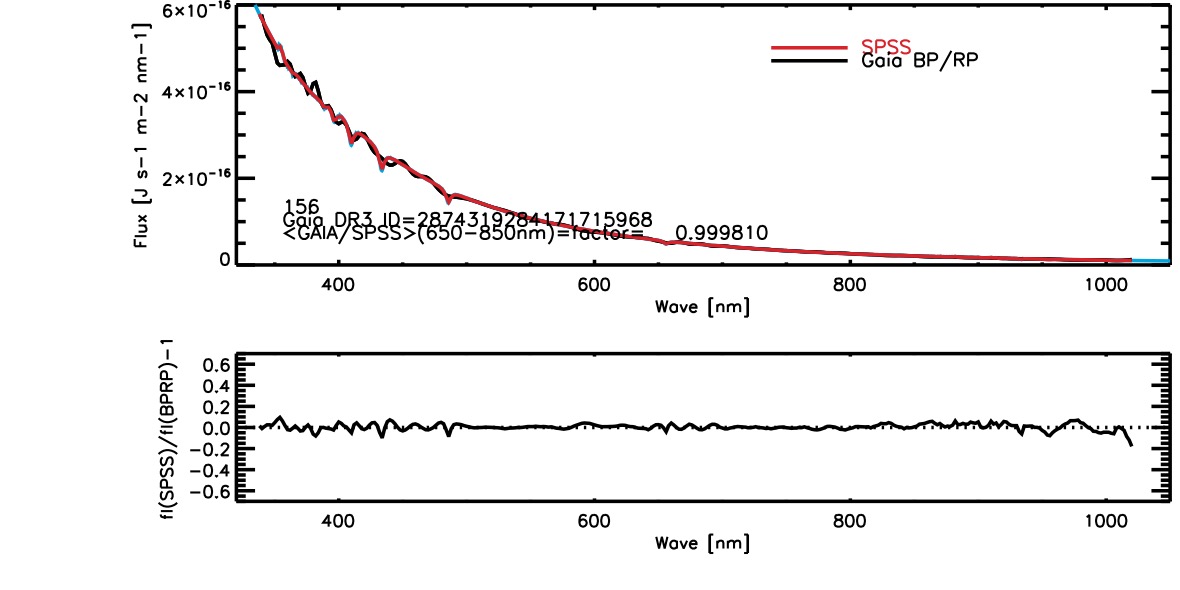 6×10−16
4×10−16
2×10−16
0
Flux [J s−1 m−2 nm−1]
SPSS
Gaia BP/RP
156
Gaia DR3 ID=2874319284171715968
<GAIA/SPSS>(650−850nm)=factor= 0.999810
400 600 800 1000
Wave [nm]
fl(SPSS)/fl(BPRP)−1
0.6
0.4
0.2
0.0
−0.2
−0.4
−0.6
400 600 800 1000
Wave [nm]